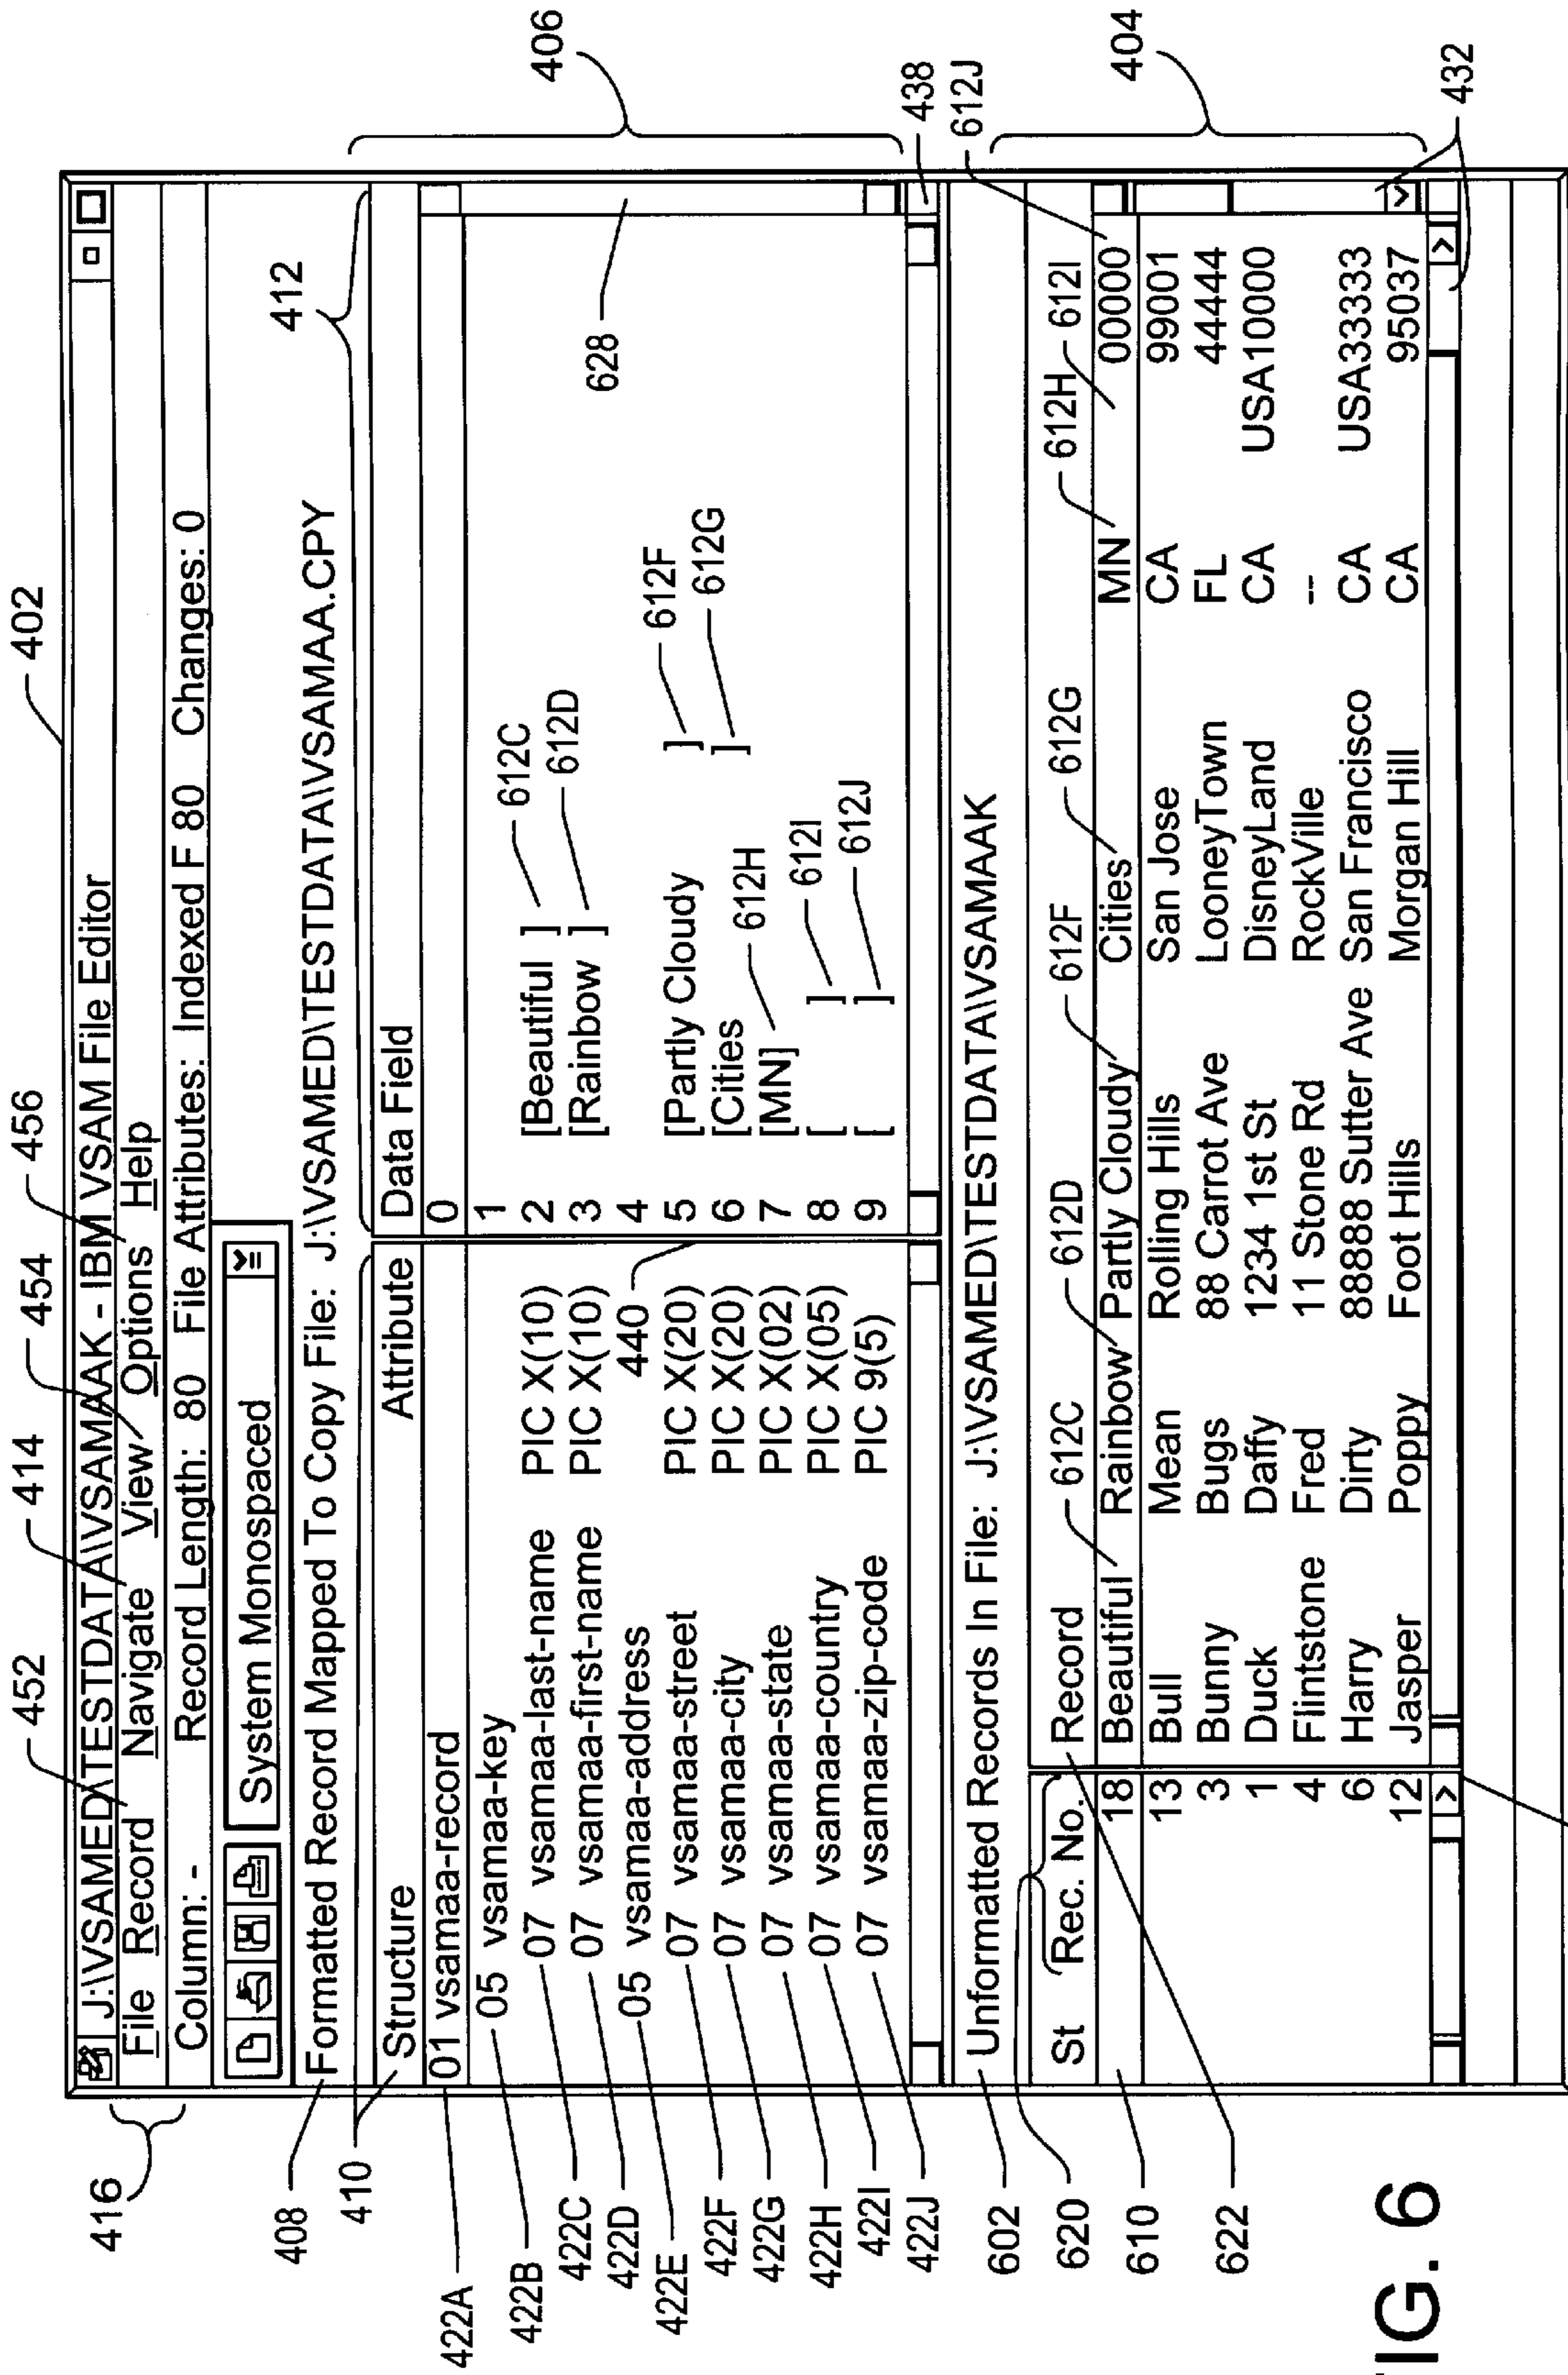 402
416 452 414 454 456
J:\VSAMED\TESTDATA\VSAMAAK - IBM VSAM File Editor
File Record Navigate View Options Help
Column: - Record Length: 80 File Attributes: Indexed F 80 Changes: 0
System Monospaced
408 Formatted Record Mapped To Copy File: J:\VSAMED\TESTDATA\VSAMAA.CPY
410 412
Structure Attribute Data Field
422A 01 vsamaa-record 0
422B 05 vsamaa-key 1
422C 07 vsamaa-last-name PIC X(10) 2 [Beautiful ] 612C
422D 07 vsamaa-first-name PIC X(10) 3 [Rainbow ] 612D
422E 05 vsamaa-address 440 4
422F 07 vsamaa-street PIC X(20) 5 [Partly Cloudy ] 612F
422G 07 vsamaa-city PIC X(20) 6 [Cities ] 612G
422H 07 vsamaa-state PIC X(02) 7 [MN] 612H
422I 07 vsamaa-country PIC X(05) 8 [ ] 612I
422J 07 vsamaa-zip-code PIC 9(5) 9 [ ] 612J
628 406
438
602 Unformatted Records In File: J:\VSAMED\TESTDATA\VSAMAAK
620 612C 612D 612F 612G 612H 612I 612J
St Rec. No. Record
610 18 Beautiful Rainbow Partly Cloudy Cities MN 00000
13 Bull Mean Rolling Hills San Jose CA 99001
3 Bunny Bugs 88 Carrot Ave LooneyTown FL 44444
1 Duck Daffy 1234 1st St DisneyLand CA USA10000
4 Flintstone Fred 11 Stone Rd RockVille --
6 Harry Dirty 88888 Sutter Ave San Francisco CA USA33333
12 Jasper Poppy Foot Hills Morgan Hill CA 95037
622
404
432
IG. 6